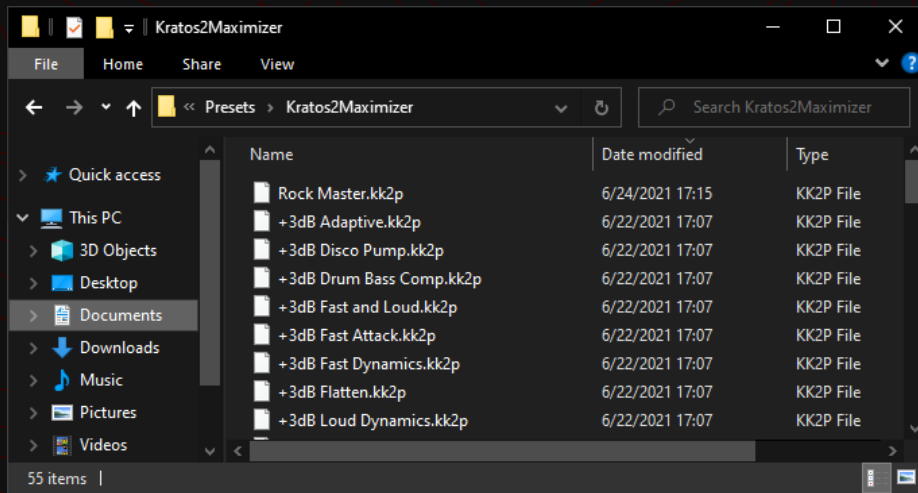 Kratos2Maximizer
File Home Share View
« Presets > Kratos2Maximizer Search Kratos2Maximizer
Name Date modified Type
Quick access
This PC
3D Objects
Desktop
Documents
Downloads
Music
Pictures
Videos
Rock Master.kk2p 6/24/2021 17:15 KK2P File
+3dB Adaptive.kk2p 6/22/2021 17:07 KK2P File
+3dB Disco Pump.kk2p 6/22/2021 17:07 KK2P File
+3dB Drum Bass Comp.kk2p 6/22/2021 17:07 KK2P File
+3dB Fast and Loud.kk2p 6/22/2021 17:07 KK2P File
+3dB Fast Attack.kk2p 6/22/2021 17:07 KK2P File
+3dB Fast Dynamics.kk2p 6/22/2021 17:07 KK2P File
+3dB Flatten.kk2p 6/22/2021 17:07 KK2P File
+3dB Loud Dynamics.kk2p 6/22/2021 17:07 KK2P File
55 items